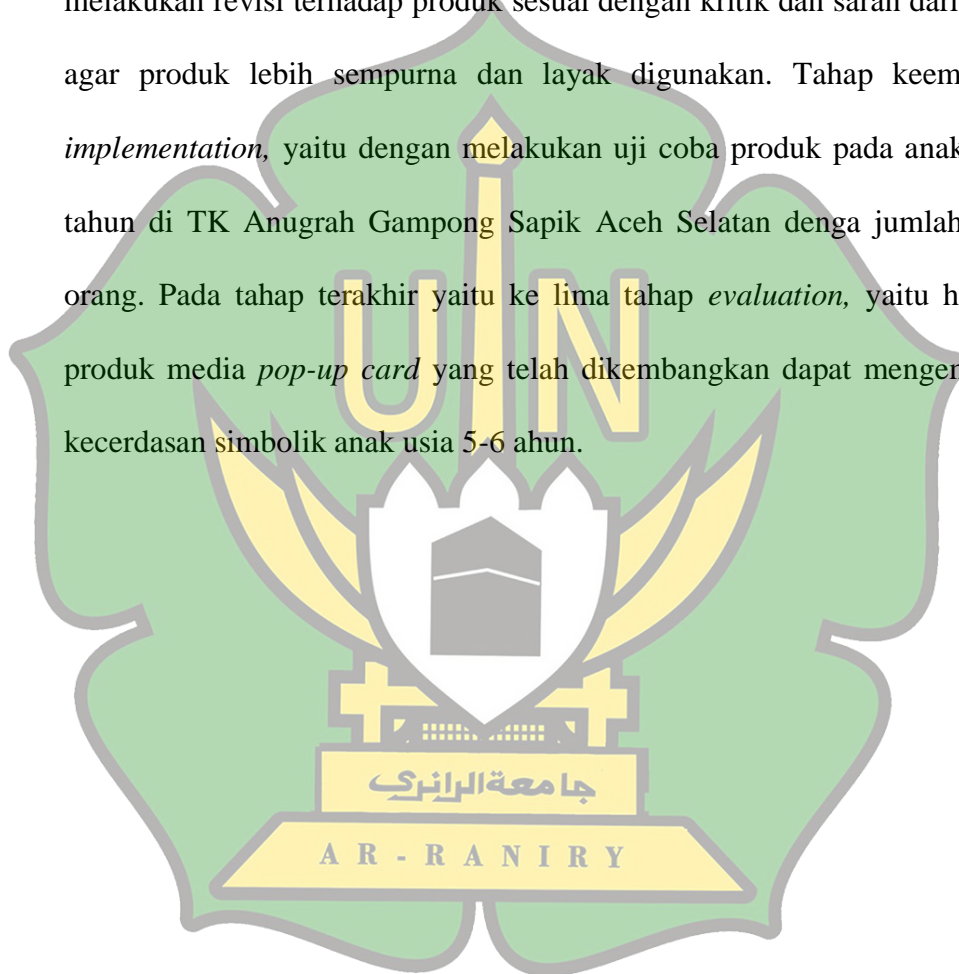 melakukan revisi terhadap produk sesuai dengan kritik dan saran dari
agar produk lebih sempurna dan layak digunakan. Tahap keem
implementation, yaitu dengan melakukan uji coba produk pada anak
tahun di TK Anugrah Gampong Sapik Aceh Selatan denga jumlah
orang. Pada tahap terakhir yaitu ke lima tahap evaluation, yaitu h
produk media pop-up card yang telah dikembangkan dapat mengen
kecerdasan simbolik anak usia 5-6 ahun.
UIN
جامعةالرانري
AR-RANIRY